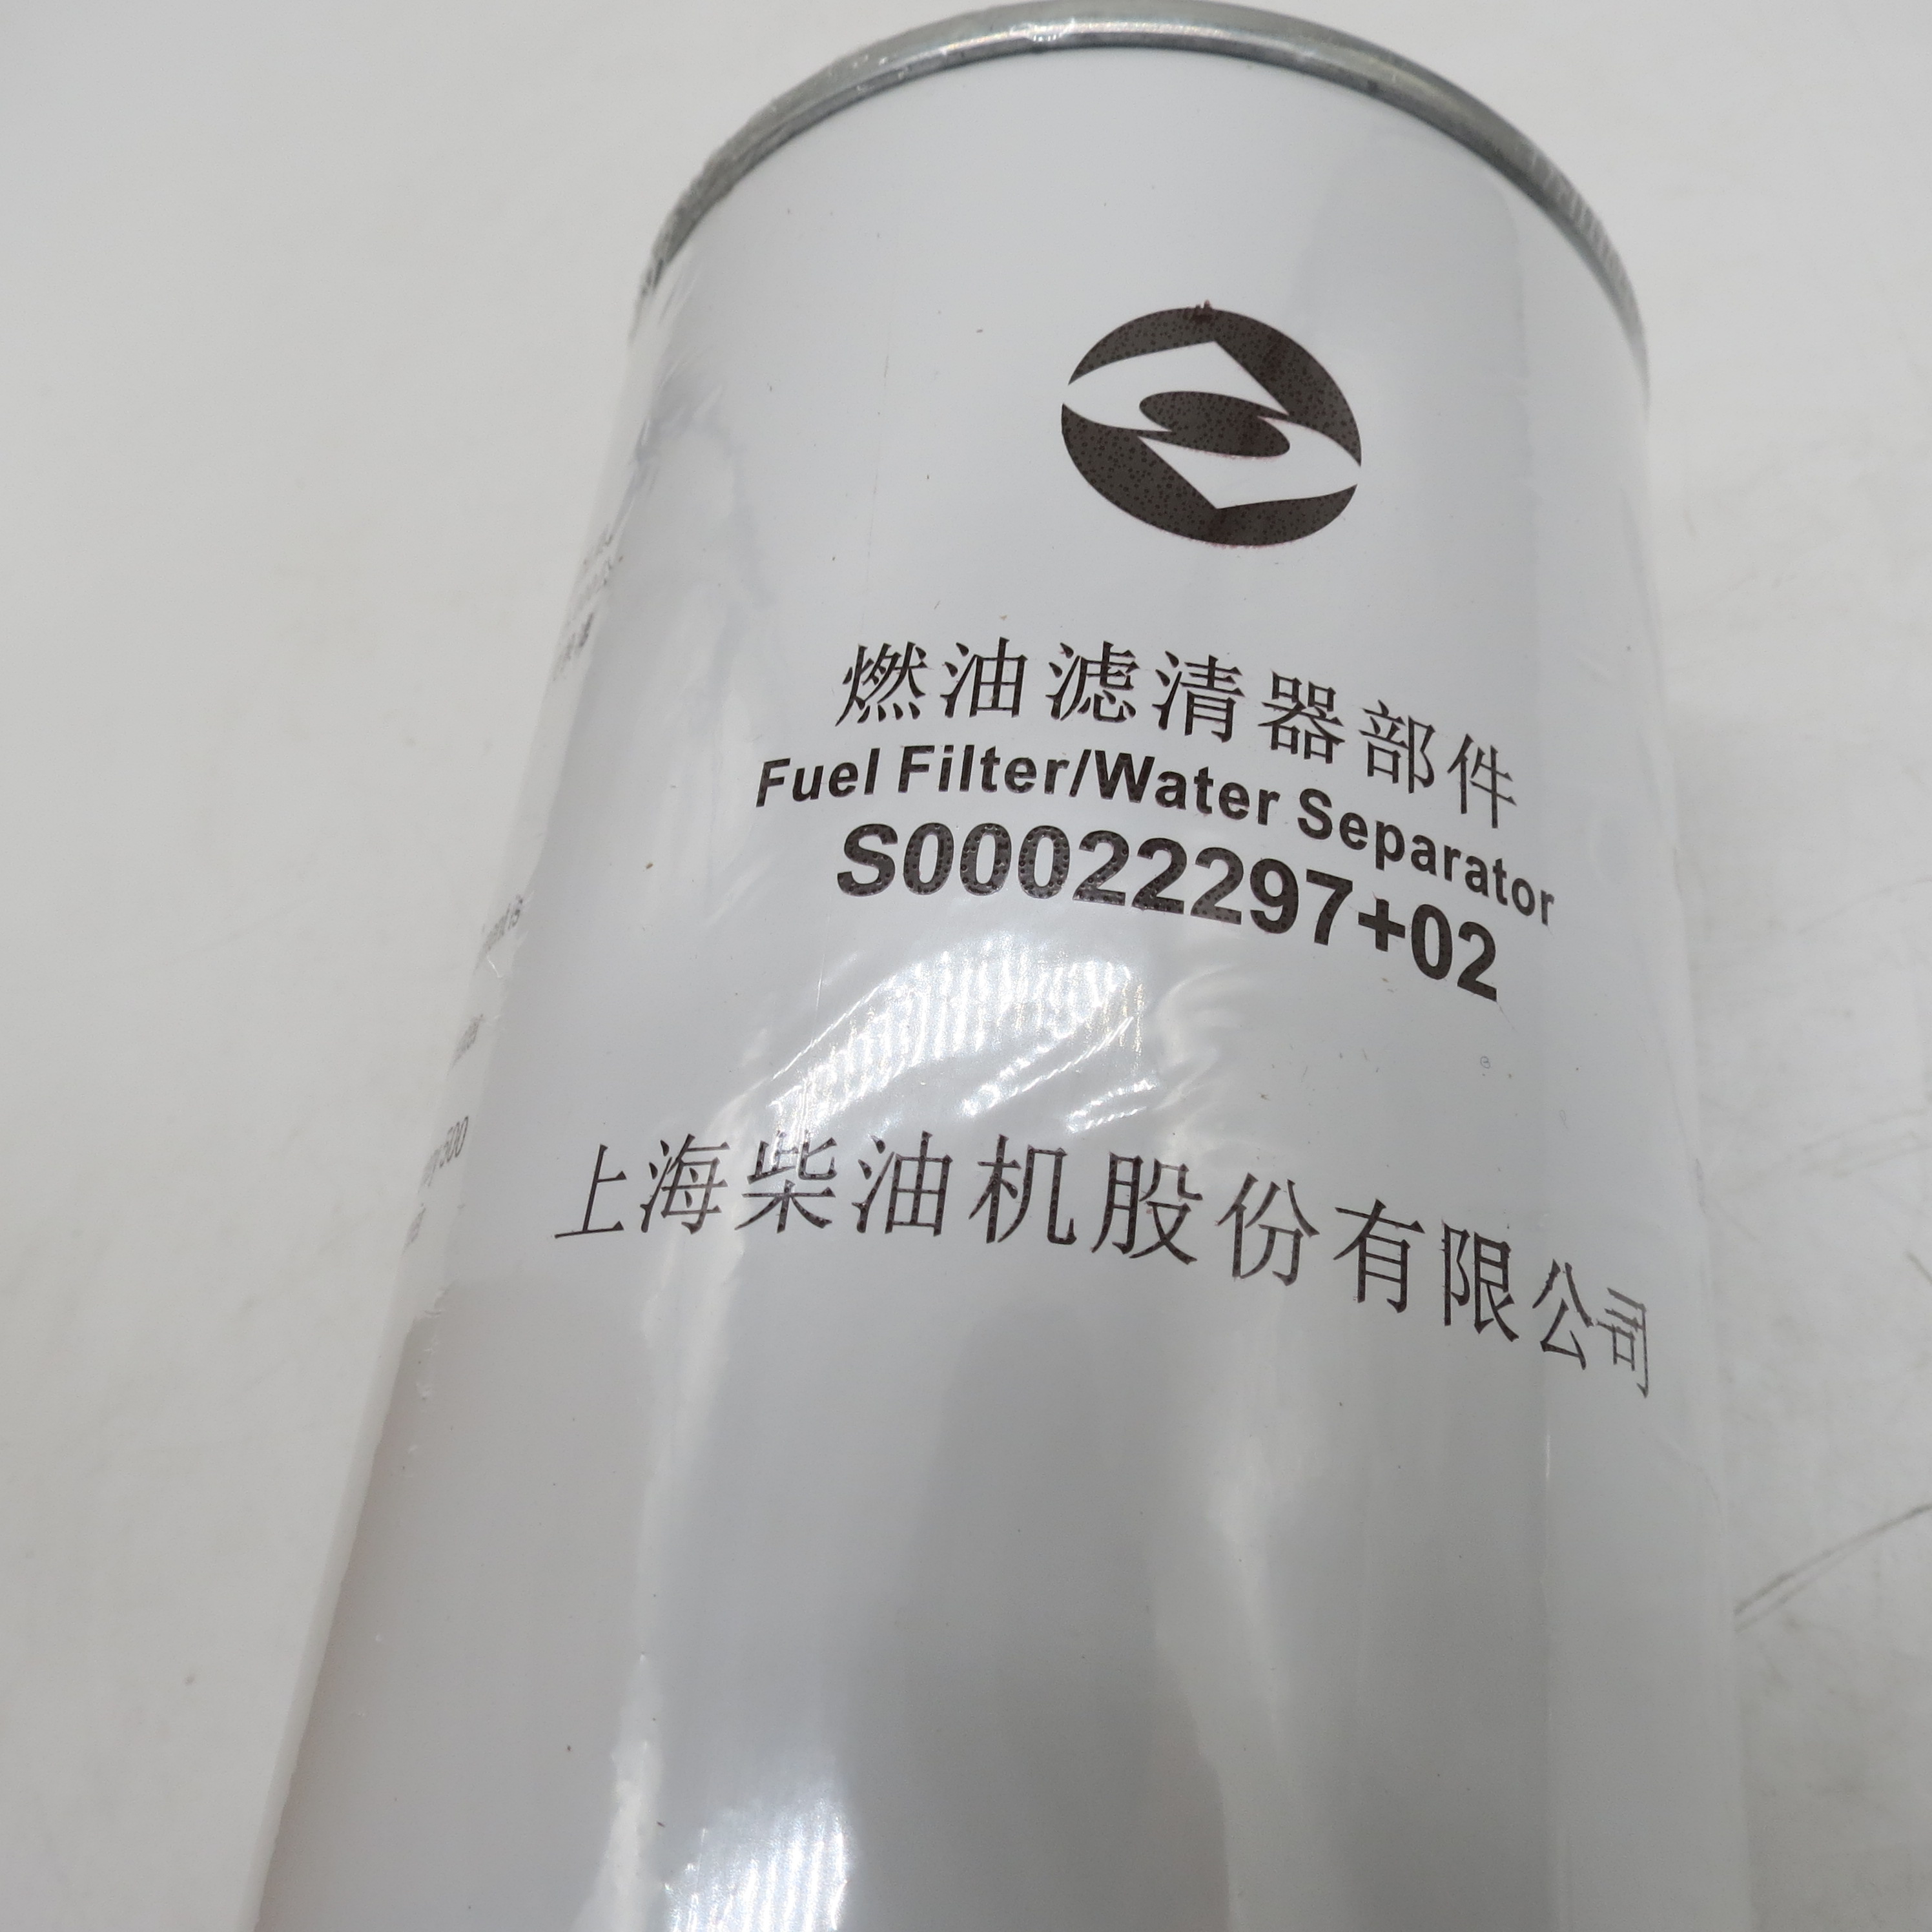 燃油滤清器部件
Fuel Filter/Water Separator
S00022297+02
上海柴油机股份有限公司
500